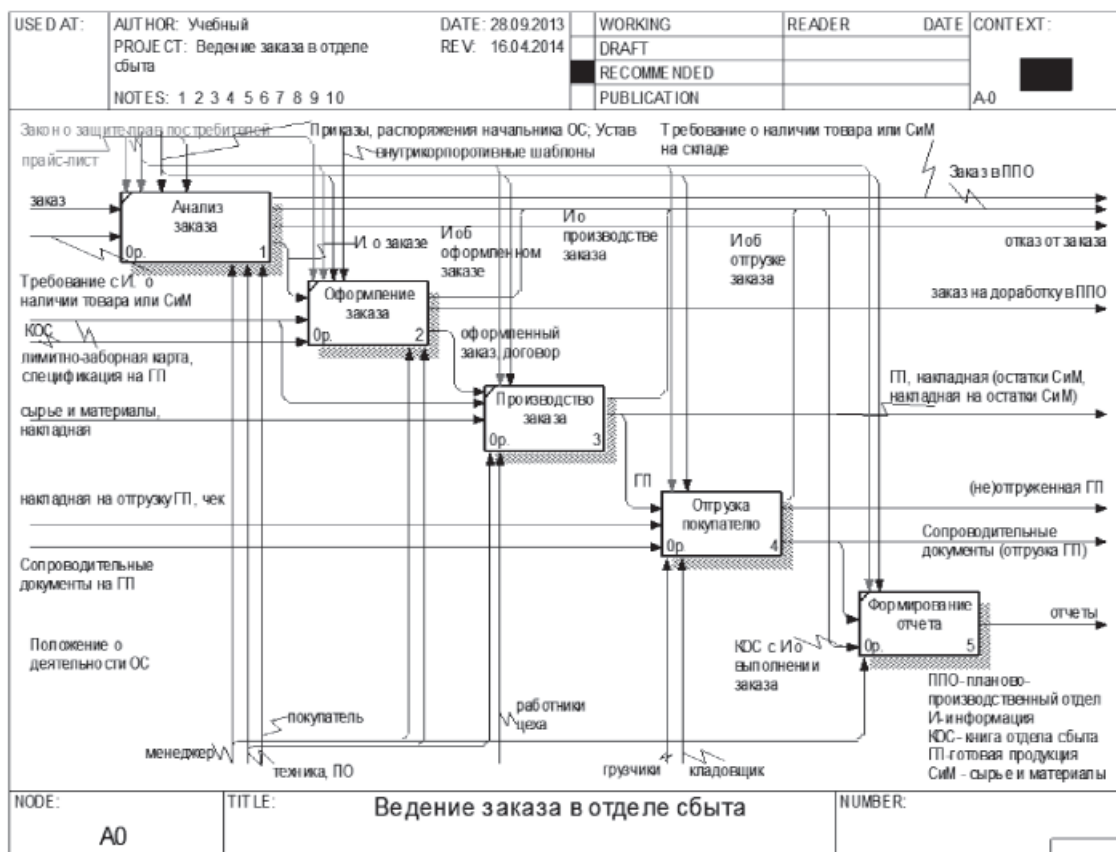 USED AT:
AUTHOR: Учебный
DATE: 28.09.2013
PROJECT: Ведение заказа в отделе
сбыта
REV: 16.04.2014
NOTES: 1 2 3 4 5 6 7 8 9 10
WORKING
DRAFT
RECOMMENDED
PUBLICATION
READER
DATE
CONTEXT:
A-0
Закон о защите прав постребителей
Приказы, распоряжения начальника ОС; Устав
Требование о наличии товара или СиМ
на складе
прайс-лист
внутрикорпоротивные шаблоны
Заказ в ППО
заказ
Анализ
заказа
0р.
1
отказ от заказа
И. о заказе
И об
оформленном
заказе
И о
производстве
заказа
И об
отгрузке
заказа
Требование с И. о
наличии товара или СиМ
Оформление
заказа
0р.
2
заказ на доработку в ППО
КОС
лимитно-заборная карта,
спецификация на ГП
оформленный
заказ, договор
ГП, накладная (остатки СиМ,
накладная на остатки СиМ)
сырье и материалы,
накладная
Производство
заказа
0р.
3
ГП
накладная на отгрузку ГП, чек
Отгрузка
покупателю
0р.
4
(не)отгруженная ГП
Сопроводительные
документы (отгрузка ГП)
Сопроводительные
документы на ГП
Формирование
отчета
0р.
5
отчеты
Положение о
деятельности ОС
КОС с И о
выполнении
заказа
ППО- планово-
производственный отдел
И- информация
КОС- книга отдела сбыта
ГП-готовая продукция
СиМ - сырье и материалы
покупатель
работники
цеха
менеджер
техника, ПО
грузчики
кладовщик
NODE:
A0
TITLE:
Ведение заказа в отделе сбыта
NUMBER: